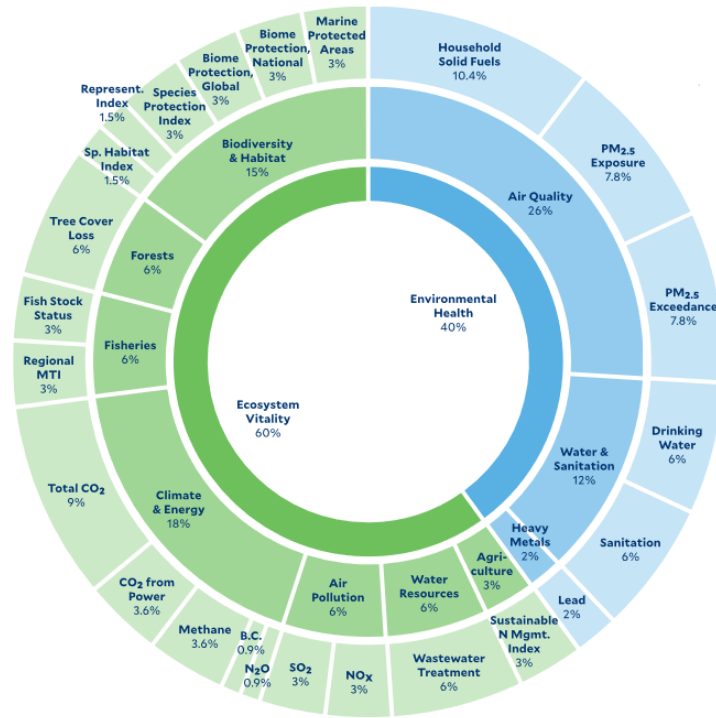 Environmental
Health
40%
Ecosystem
Vitality
60%
Air Quality
26%
Water &
Sanitation
12%
Heavy
Metals
2%
Agri-
culture
3%
Water
Resources
6%
Air
Pollution
6%
Climate
& Energy
18%
Fisheries
6%
Forests
6%
Biodiversity
& Habitat
15%
Household
Solid Fuels
10.4%
PM2.5
Exposure
7.8%
PM2.5
Exceedance
7.8%
Drinking
Water
6%
Sanitation
6%
Lead
2%
Sustainable
N Mgmt.
Index
3%
Wastewater
Treatment
6%
NOX
3%
SO2
3%
N2O
0.9%
B.C.
0.9%
Methane
3.6%
CO2 from
Power
3.6%
Total CO2
9%
Regional
MTI
3%
Fish Stock
Status
3%
Tree Cover
Loss
6%
Sp. Habitat
Index
1.5%
Represent.
Index
1.5%
Species
Protection
Index
3%
Biome
Protection,
Global
3%
Biome
Protection,
National
3%
Marine
Protected
Areas
3%